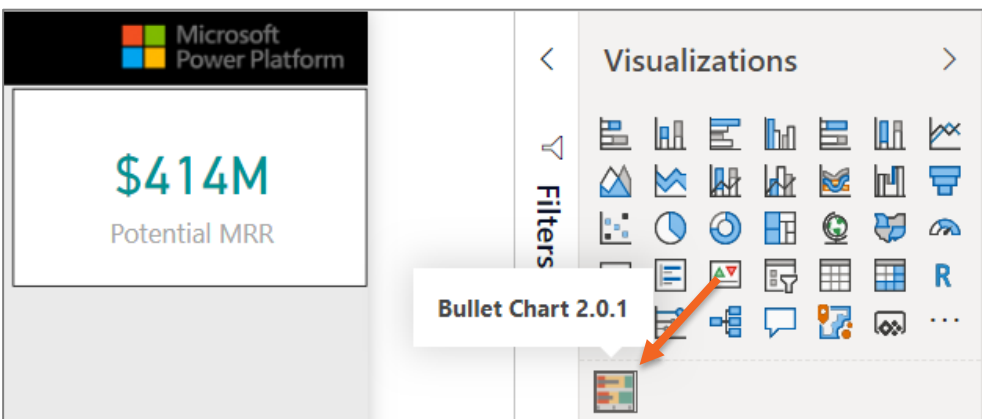 Microsoft
Power Platform
$414M
Potential MRR
Filters
Visualizations
R
Bullet Chart 2.0.1